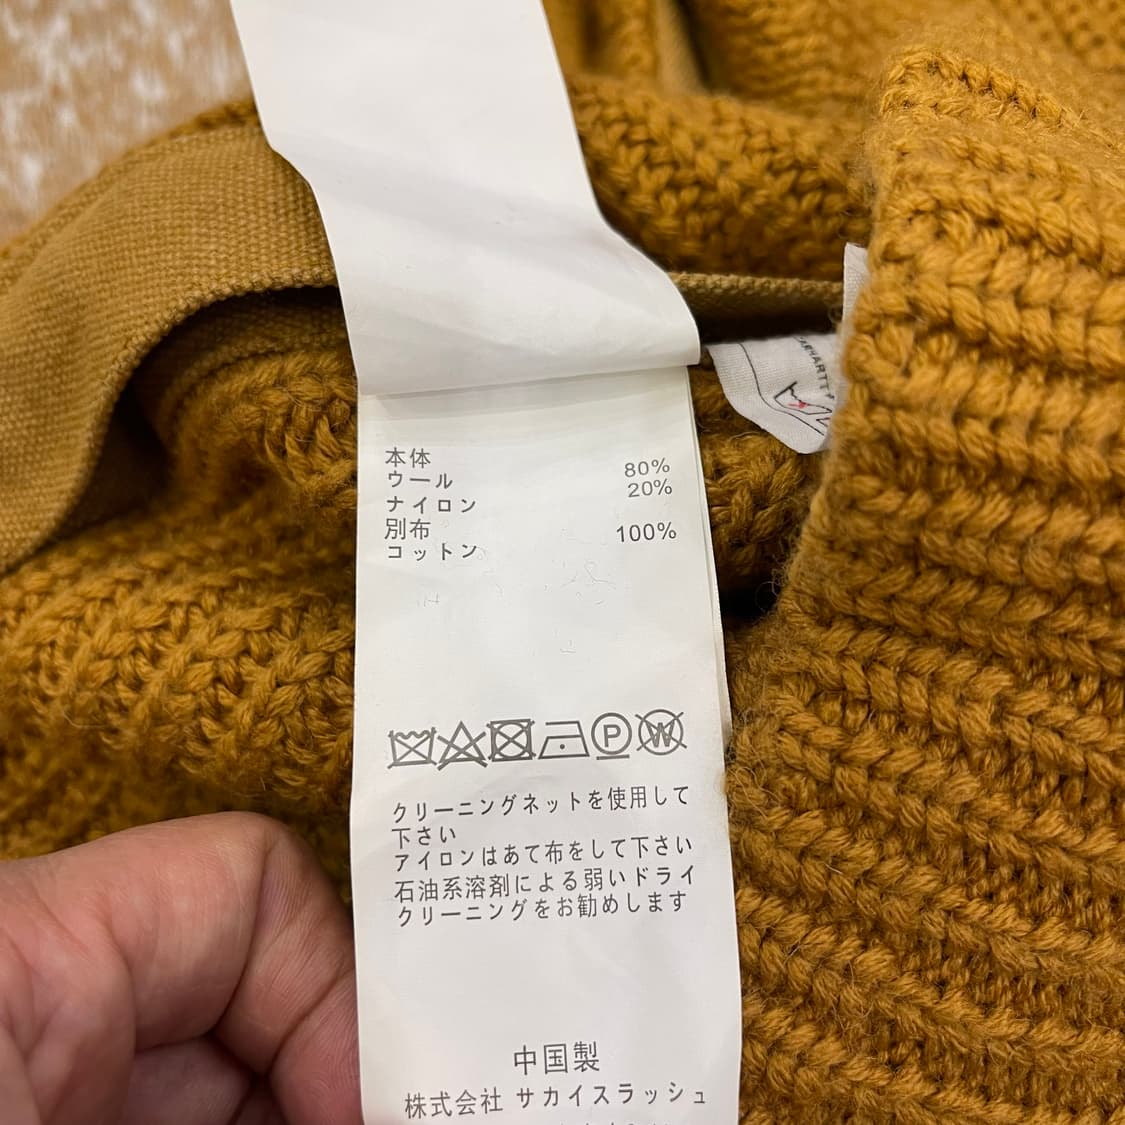 本体
ウール 80%
ナイロン 20%
別布
コットン 100%
P
W
クリーニングネットを使用して
下さい
アイロンはあて布をして下さい
石油系溶剤による弱いドライ
クリーニングをお勧めします
中国製
株式会社 サカイスラッシュ